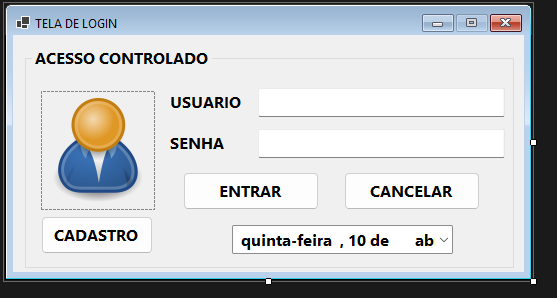 TELA DE LOGIN
ACESSO CONTROLADO
USUARIO
SENHA
ENTRAR CANCELAR
CADASTRO
quinta-feira , 10 de ab